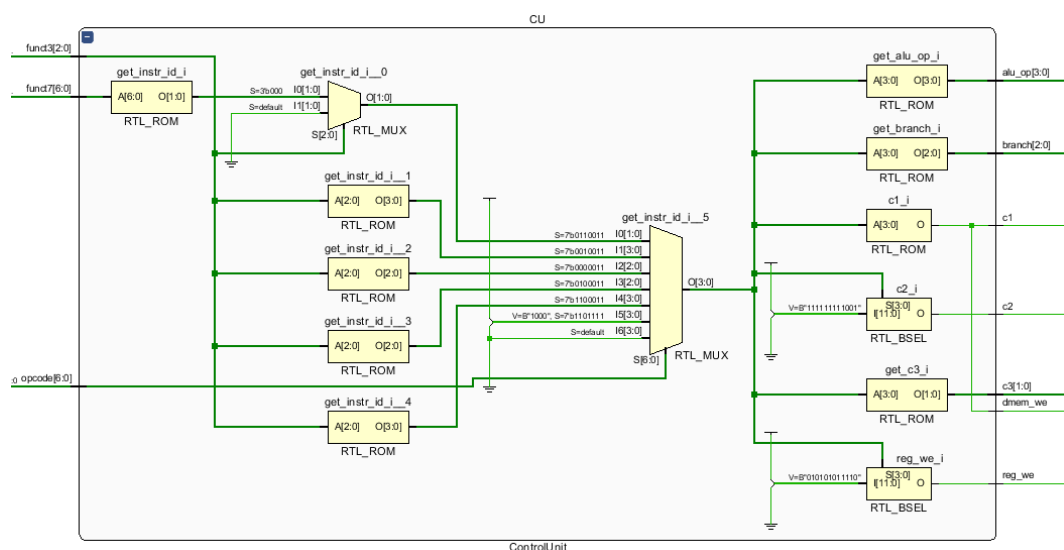 CU
funct3[2:0]
funct7[6:0]
get_instr_id_i
A[6:0] O[1:0]
RTL_ROM
get_instr_id_i__0
S=3'b000 I0[1:0]
S=default I1[1:0]
O[1:0]
S[2:0]
RTL_MUX
get_instr_id_i__1
A[2:0] O[3:0]
RTL_ROM
get_instr_id_i__2
A[2:0] O[2:0]
RTL_ROM
get_instr_id_i__3
A[2:0] O[2:0]
RTL_ROM
:0 opcode[6:0]
get_instr_id_i__4
A[2:0] O[3:0]
RTL_ROM
get_instr_id_i__5
S=7'b0110011 I0[1:0]
S=7'b0010011 I1[3:0]
S=7'b0000011 I2[2:0]
S=7'b0100011 I3[2:0]
S=7'b1100011 I4[3:0]
V=B"1000", S=7'b1101111 I5[3:0]
S=default I6[3:0]
O[3:0]
S[6:0]
RTL_MUX
get_alu_op_i
A[3:0] O[3:0]
RTL_ROM
alu_op[3:0]
get_branch_i
A[3:0] O[2:0]
RTL_ROM
branch[2:0]
c1_i
A[3:0] O
RTL_ROM
c1
c2_i
S[3:0]
V=B"111111111001" I[11:0] O
RTL_BSEL
c2
get_c3_i
A[3:0] O[1:0]
RTL_ROM
c3[1:0]
dmem_we
reg_we_i
S[3:0]
V=B"010101011110" I[11:0] O
RTL_BSEL
reg_we
ControlUnit